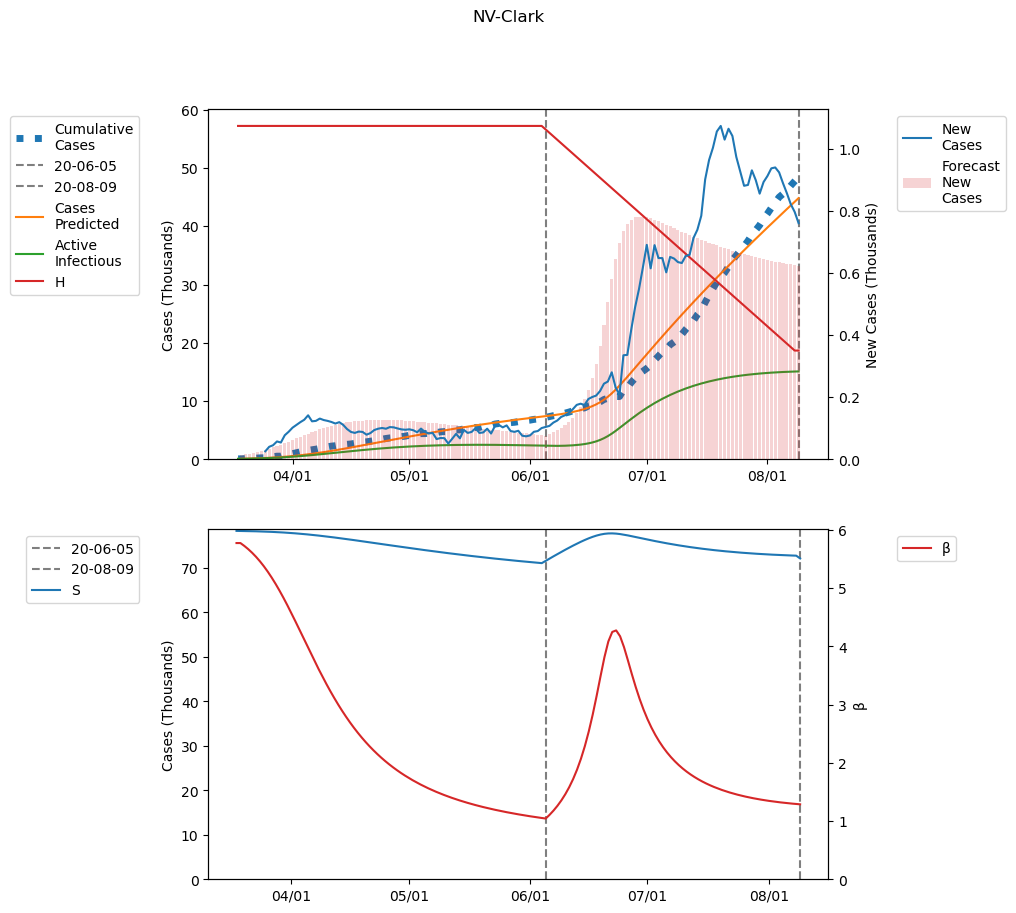 NV-Clark
Cumulative
Cases
20-06-05
20-08-09
Cases
Predicted
Active
Infectious
H
Cases (Thousands)
60
50
40
30
20
10
0
04/01
05/01
06/01
07/01
08/01
1.0
0.8
0.6
0.4
0.2
0.0
New Cases (Thousands)
New
Cases
Forecast
New
Cases
20-06-05
20-08-09
S
Cases (Thousands)
70
60
50
40
30
20
10
0
04/01
05/01
06/01
07/01
08/01
6
5
4
3
2
1
0
β
β